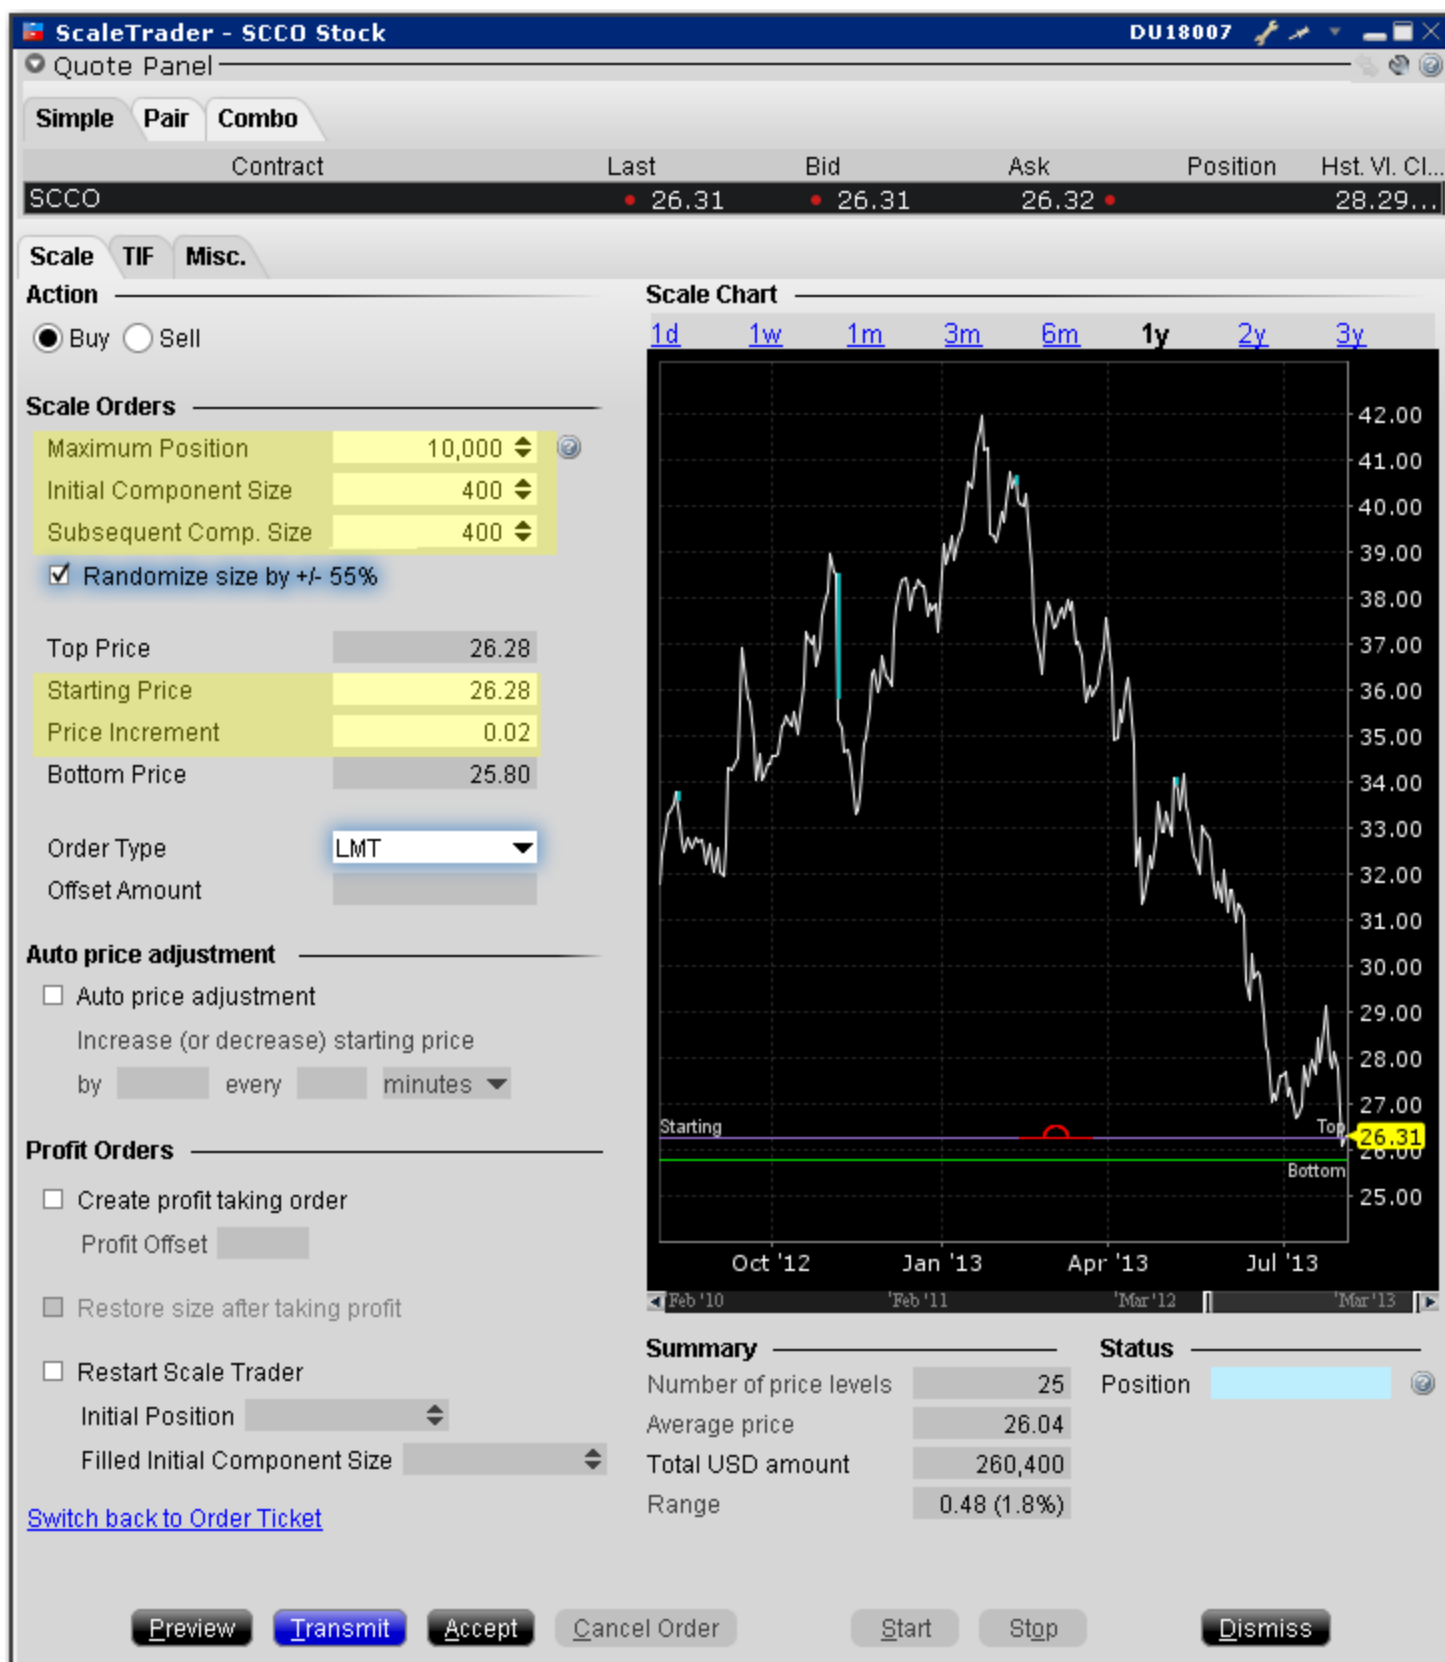 ScaleTrader - SCCO Stock DU18007
Quote Panel
Simple Pair Combo
Contract Last Bid Ask Position Hst. Vl. Cl...
SCCO 26.31 26.31 26.32 28.29...
Scale TIF Misc.
Action
Buy Sell
Scale Orders
Maximum Position 10,000
Initial Component Size 400
Subsequent Comp. Size 400
Randomize size by +/- 55%
Top Price 26.28
Starting Price 26.28
Price Increment 0.02
Bottom Price 25.80
Order Type LMT
Offset Amount
Auto price adjustment
Auto price adjustment
Increase (or decrease) starting price
by every minutes
Profit Orders
Create profit taking order
Profit Offset
Restore size after taking profit
Restart Scale Trader
Initial Position
Filled Initial Component Size
Switch back to Order Ticket
Scale Chart
1d 1w 1m 3m 6m 1y 2y 3y
42.00
41.00
40.00
39.00
38.00
37.00
36.00
35.00
34.00
33.00
32.00
31.00
30.00
29.00
28.00
27.00
Starting Top 26.31
26.00
Bottom
25.00
Oct '12 Jan '13 Apr '13 Jul '13
Feb '10 'Feb '11 'Mar '12 'Mar '13
Summary
Number of price levels 25
Average price 26.04
Total USD amount 260,400
Range 0.48 (1.8%)
Status
Position
Preview Transmit Accept Cancel Order Start Stop Dismiss